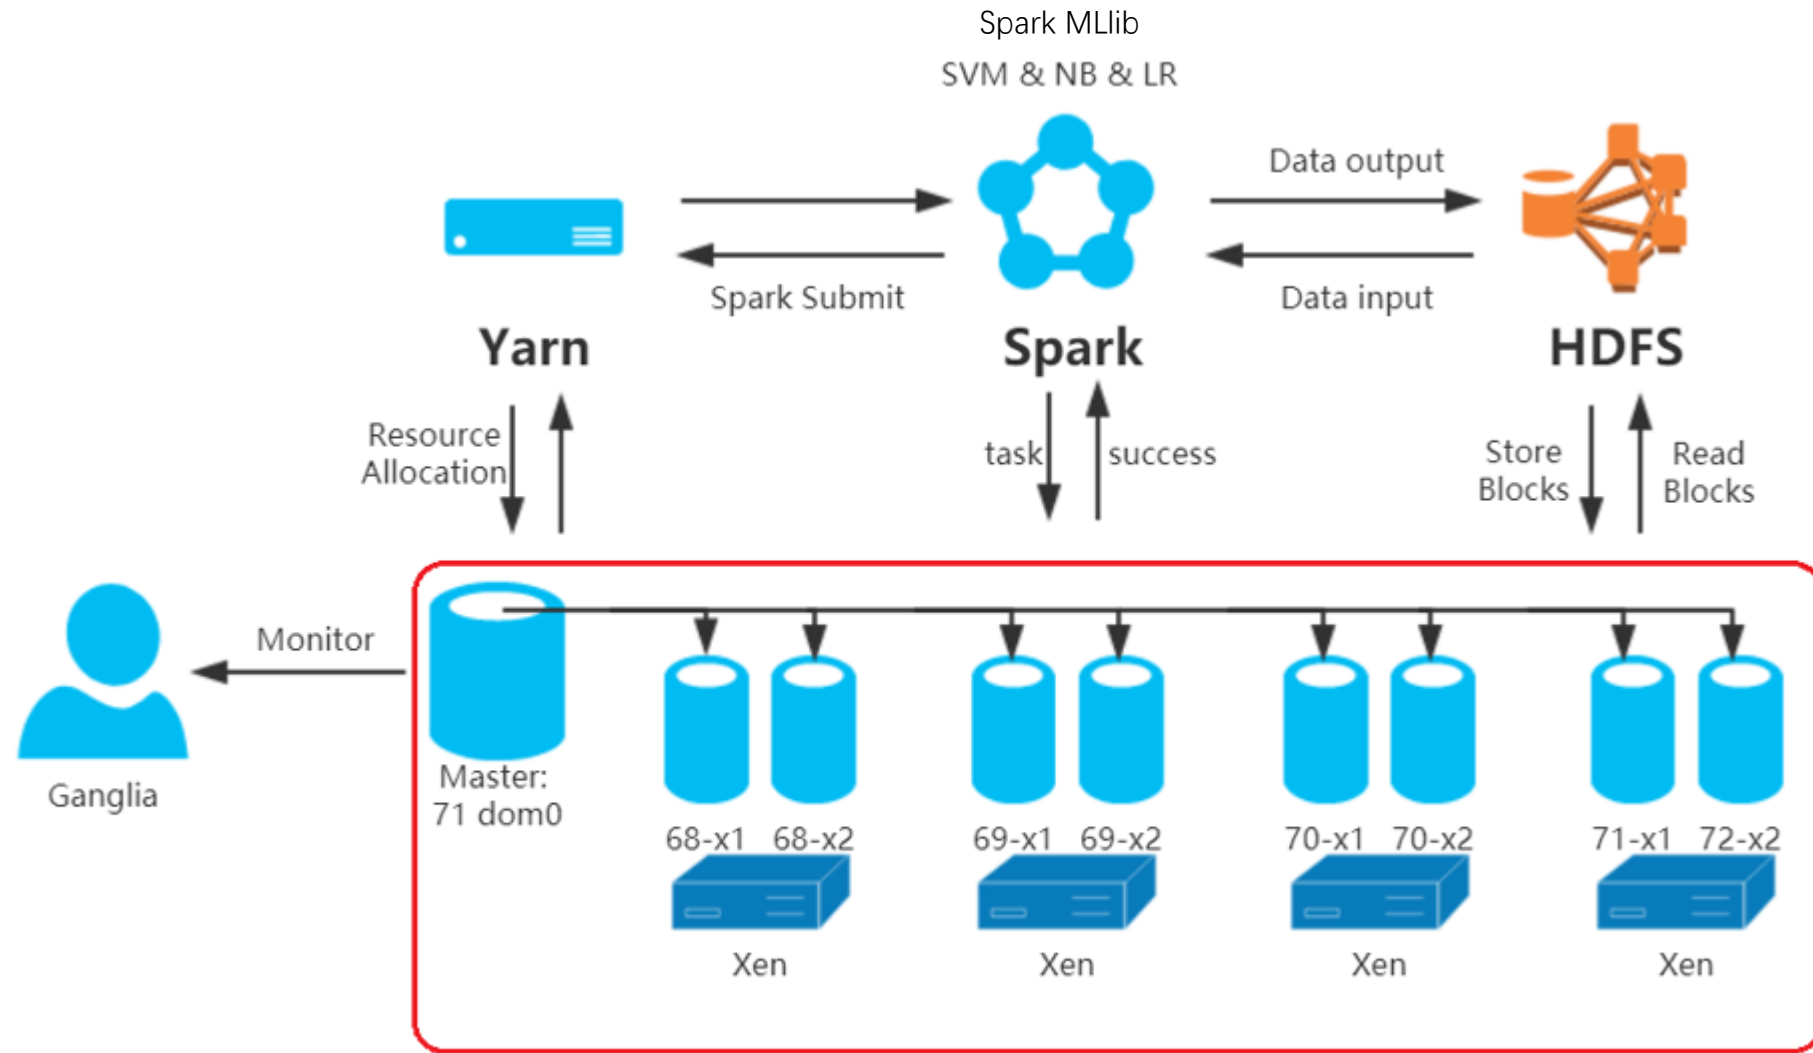 Spark MLlib
SVM & NB & LR
Data output
Spark Submit
Data input
Yarn
Spark
HDFS
Resource
Allocation
task
success
Store
Blocks
Read
Blocks
Monitor
Ganglia
Master:
71 dom0
68-x1
68-x2
69-x1
69-x2
70-x1
70-x2
71-x1
72-x2
Xen
Xen
Xen
Xen